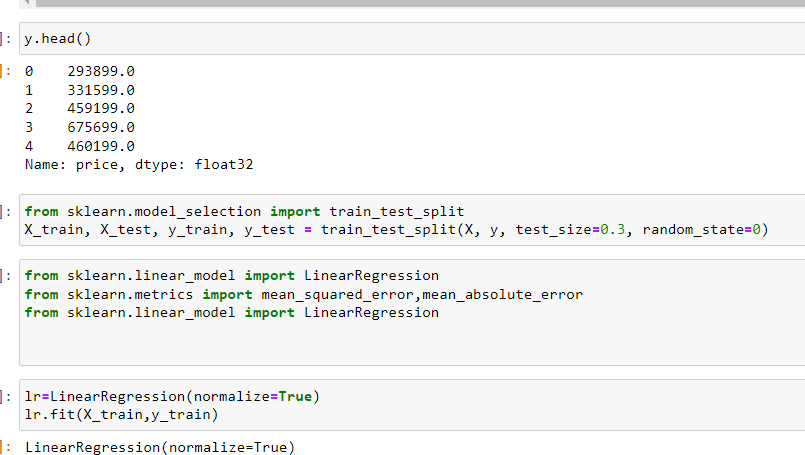 ]: y.head()
]: 0    293899.0
1    331599.0
2    459199.0
3    675699.0
4    460199.0
Name: price, dtype: float32
]: from sklearn.model_selection import train_test_split
X_train, X_test, y_train, y_test = train_test_split(X, y, test_size=0.3, random_state=0)
]: from sklearn.linear_model import LinearRegression
from sklearn.metrics import mean_squared_error,mean_absolute_error
from sklearn.linear_model import LinearRegression
]: lr=LinearRegression(normalize=True)
lr.fit(X_train,y_train)
]: LinearRegression(normalize=True)